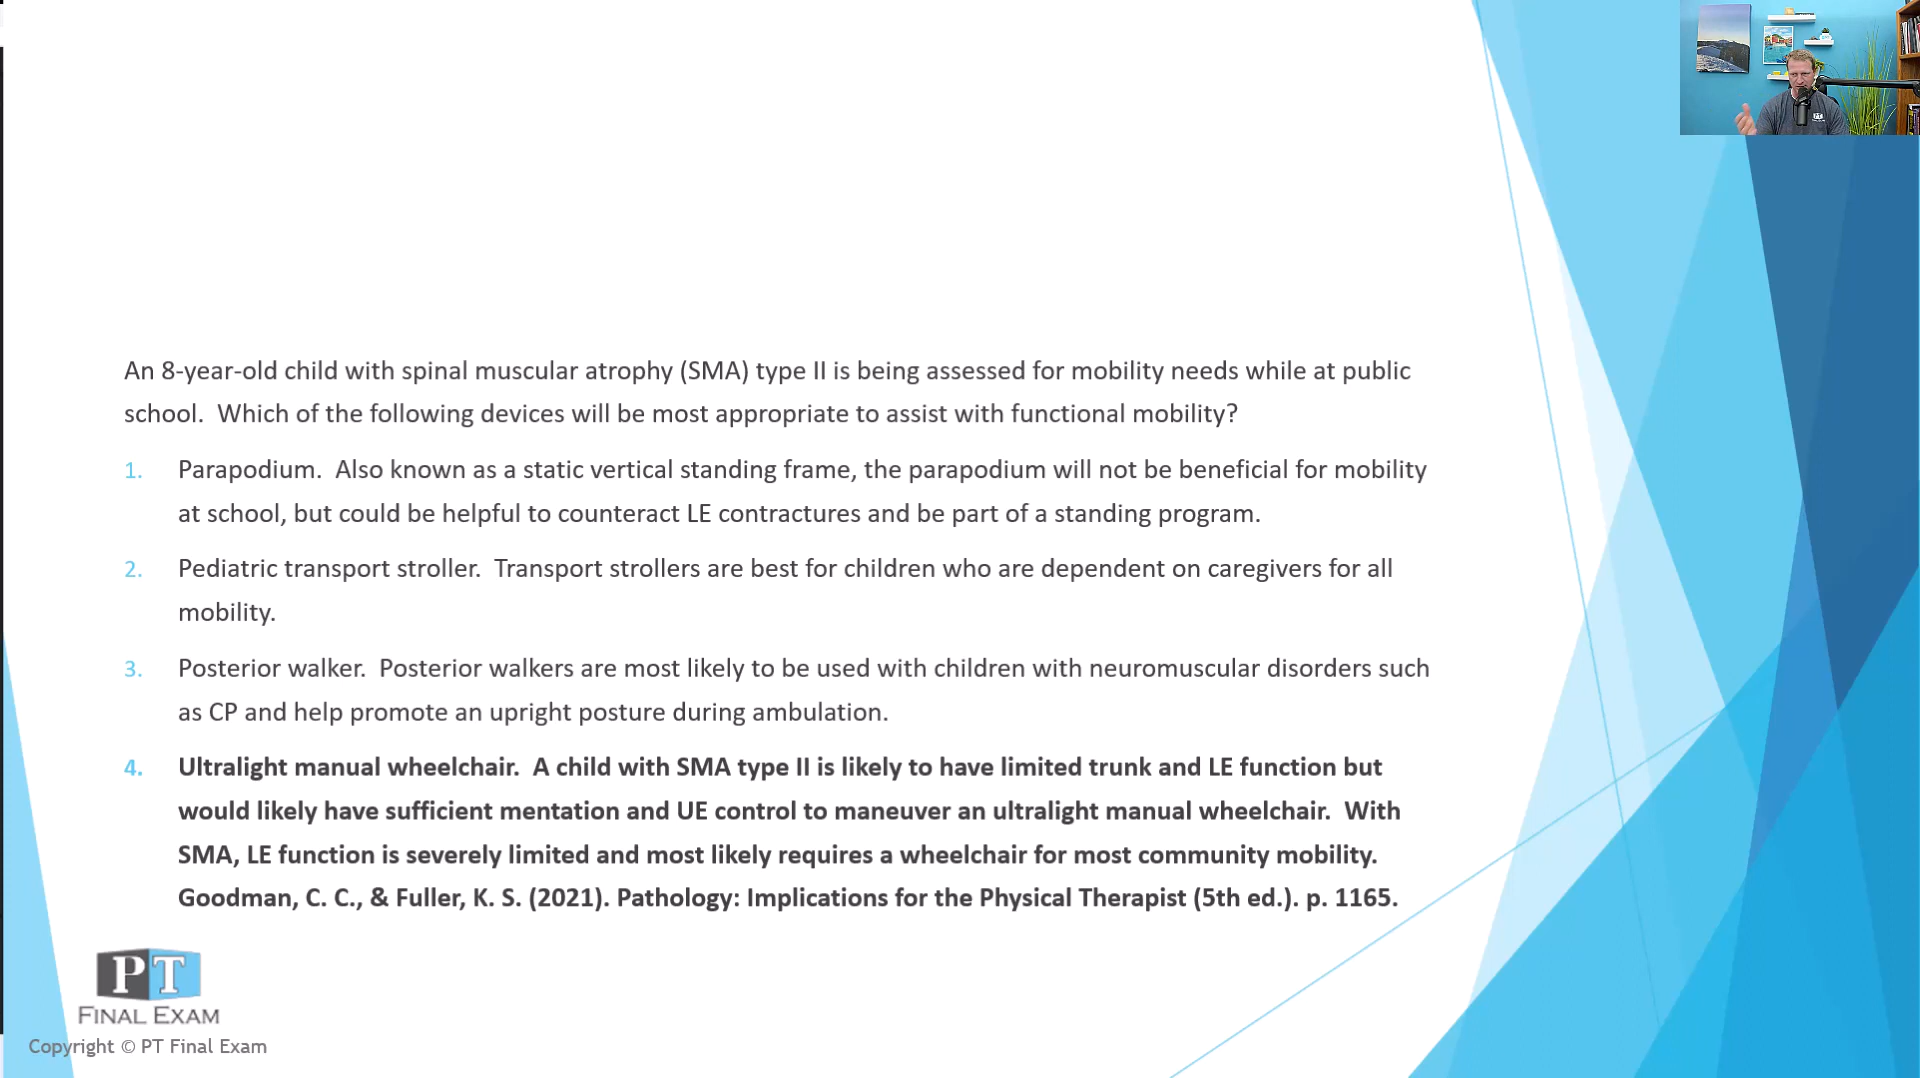 An 8-year-old child with spinal muscular atrophy (SMA) type II is being assessed for mobility needs while at public
school.  Which of the following devices will be most appropriate to assist with functional mobility?
1. Parapodium.  Also known as a static vertical standing frame, the parapodium will not be beneficial for mobility
at school, but could be helpful to counteract LE contractures and be part of a standing program.
2. Pediatric transport stroller.  Transport strollers are best for children who are dependent on caregivers for all
mobility.
3. Posterior walker.  Posterior walkers are most likely to be used with children with neuromuscular disorders such
as CP and help promote an upright posture during ambulation.
4. Ultralight manual wheelchair.  A child with SMA type II is likely to have limited trunk and LE function but
would likely have sufficient mentation and UE control to maneuver an ultralight manual wheelchair.  With
SMA, LE function is severely limited and most likely requires a wheelchair for most community mobility.
Goodman, C. C., & Fuller, K. S. (2021). Pathology: Implications for the Physical Therapist (5th ed.). p. 1165.
PT
FINAL EXAM
Copyright © PT Final Exam